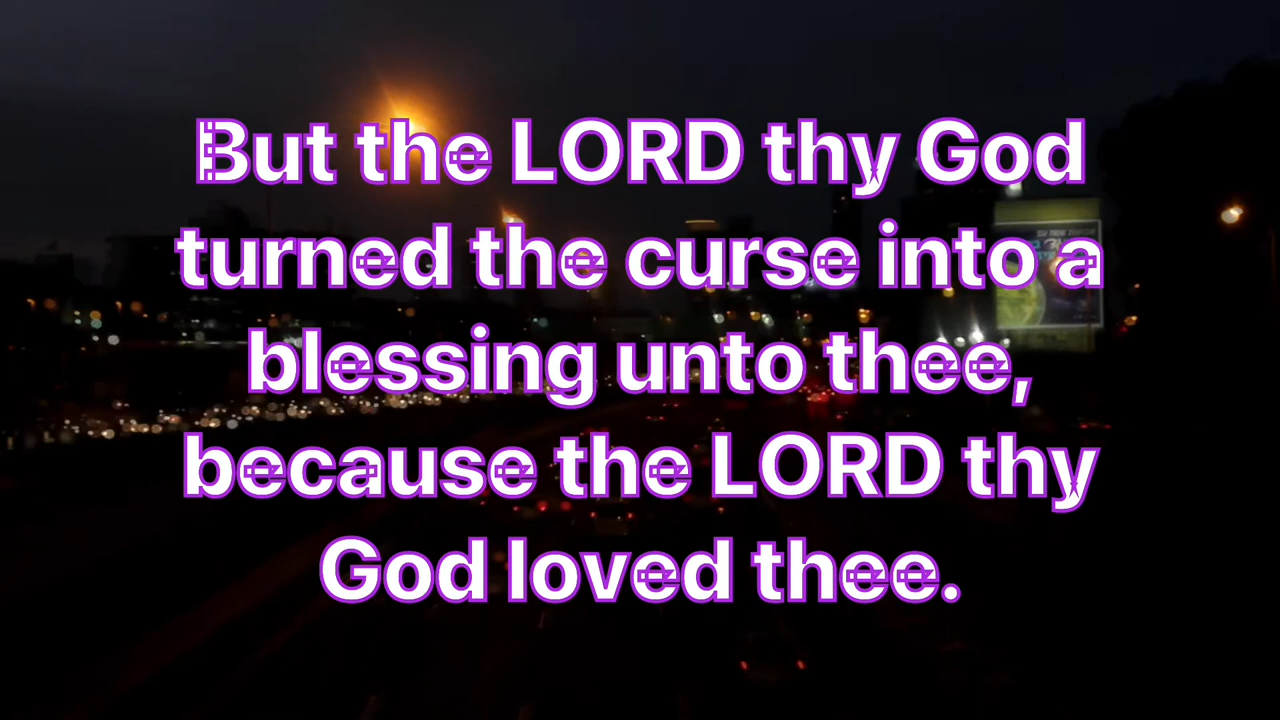 But the LORD thy God
turned the curse into a
blessing unto thee,
because the LORD thy
God loved thee.